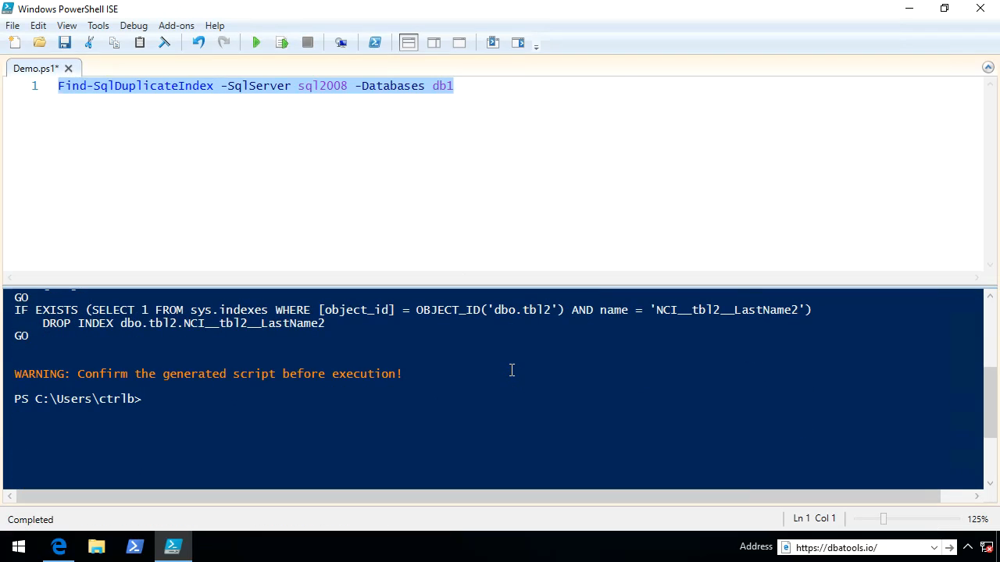 Windows PowerShell ISE
File Edit View Tools Debug Add-ons Help
Demo.ps1*
1 Find-SqlDuplicateIndex -SqlServer sql2008 -Databases db1
GO
IF EXISTS (SELECT 1 FROM sys.indexes WHERE [object_id] = OBJECT_ID('dbo.tbl2') AND name = 'NCI__tbl2__LastName2')
    DROP INDEX dbo.tbl2.NCI__tbl2__LastName2
GO
WARNING: Confirm the generated script before execution!
PS C:\Users\ctrlb>
Completed Ln 1 Col 1 125%
Address https://dbatools.io/